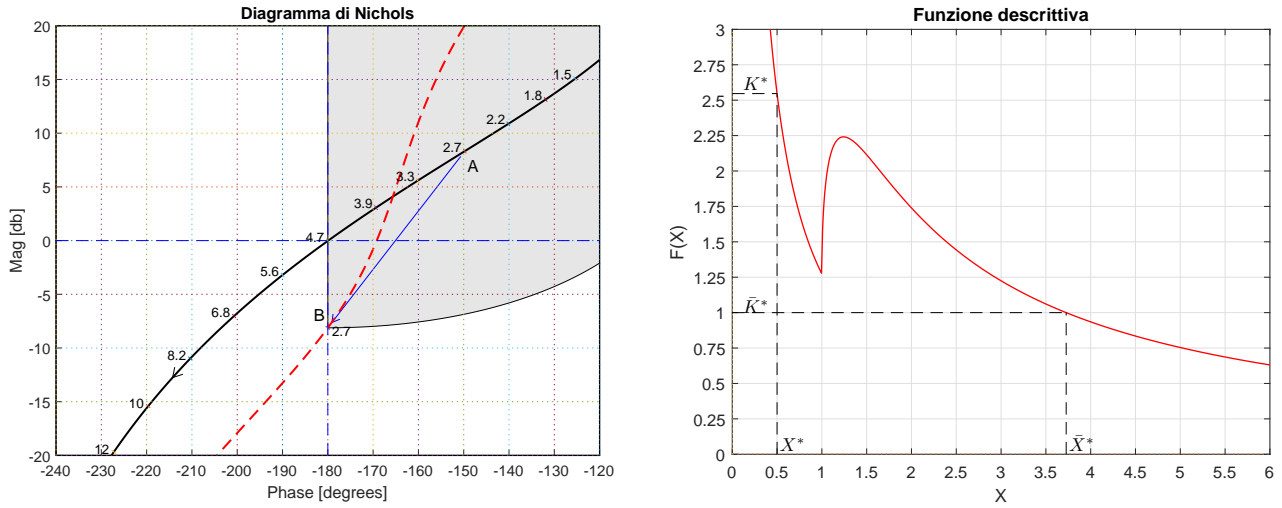 Diagramma di Nichols
20
15
10
5
0
-5
-10
-15
-20
Mag [db]
1.5
1.8
2.2
2.7
A
3.3
3.9
4.7
5.6
B
2.7
6.8
8.2
10
12
-240 -230 -220 -210 -200 -190 -180 -170 -160 -150 -140 -130 -120
Phase [degrees]
Funzione descrittiva
3
2.75
2.5
2.25
2
1.75
1.5
1.25
1
0.75
0.5
0.25
0
F(X)
K*
K̄*
X*
X̄*
0 0.5 1 1.5 2 2.5 3 3.5 4 4.5 5 5.5 6
X